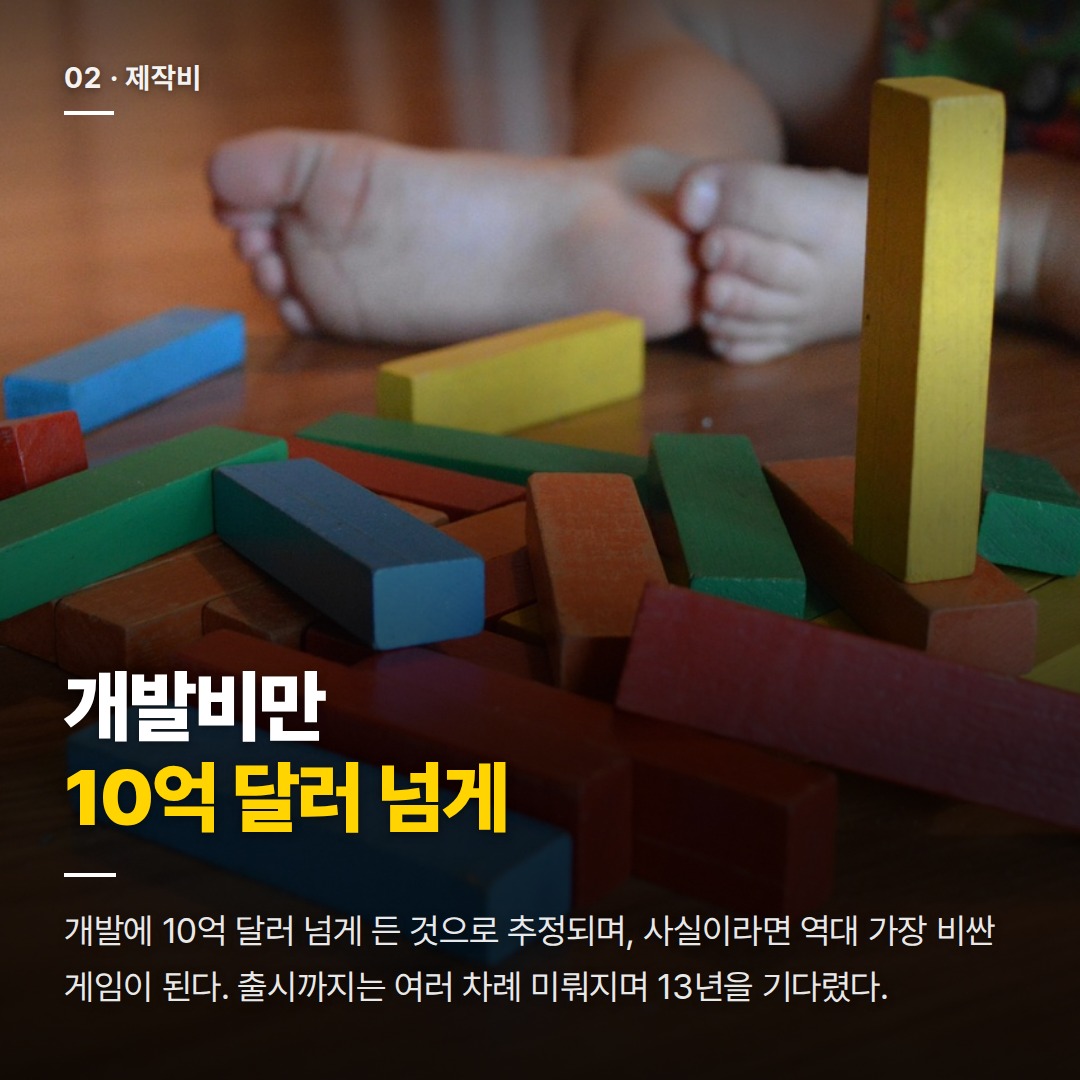 02 · 제작비
개발비만
10억 달러 넘게
개발에 10억 달러 넘게 든 것으로 추정되며, 사실이라면 역대 가장 비싼
게임이 된다. 출시까지는 여러 차례 미뤄지며 13년을 기다렸다.